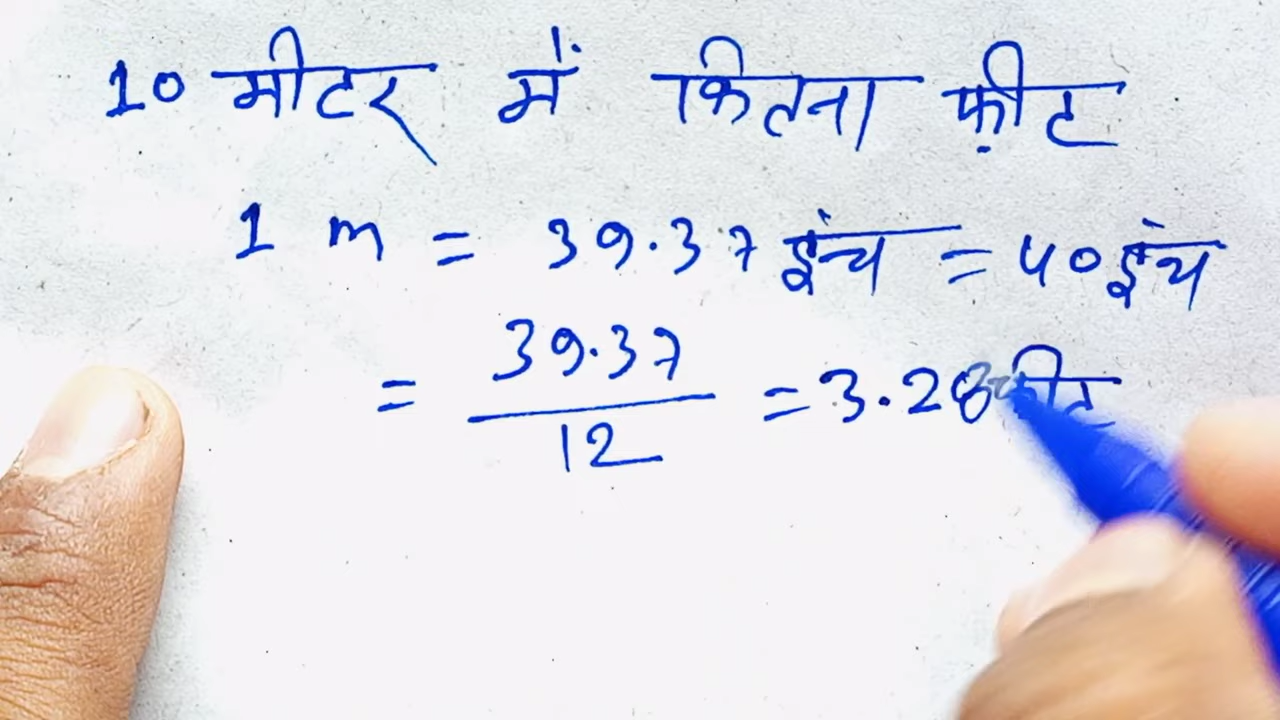 10 मीटर में कितना फ़ीट
1 m = 39.37 इंच = 40 इंच
= 39.37 / 12 = 3.28 फीट